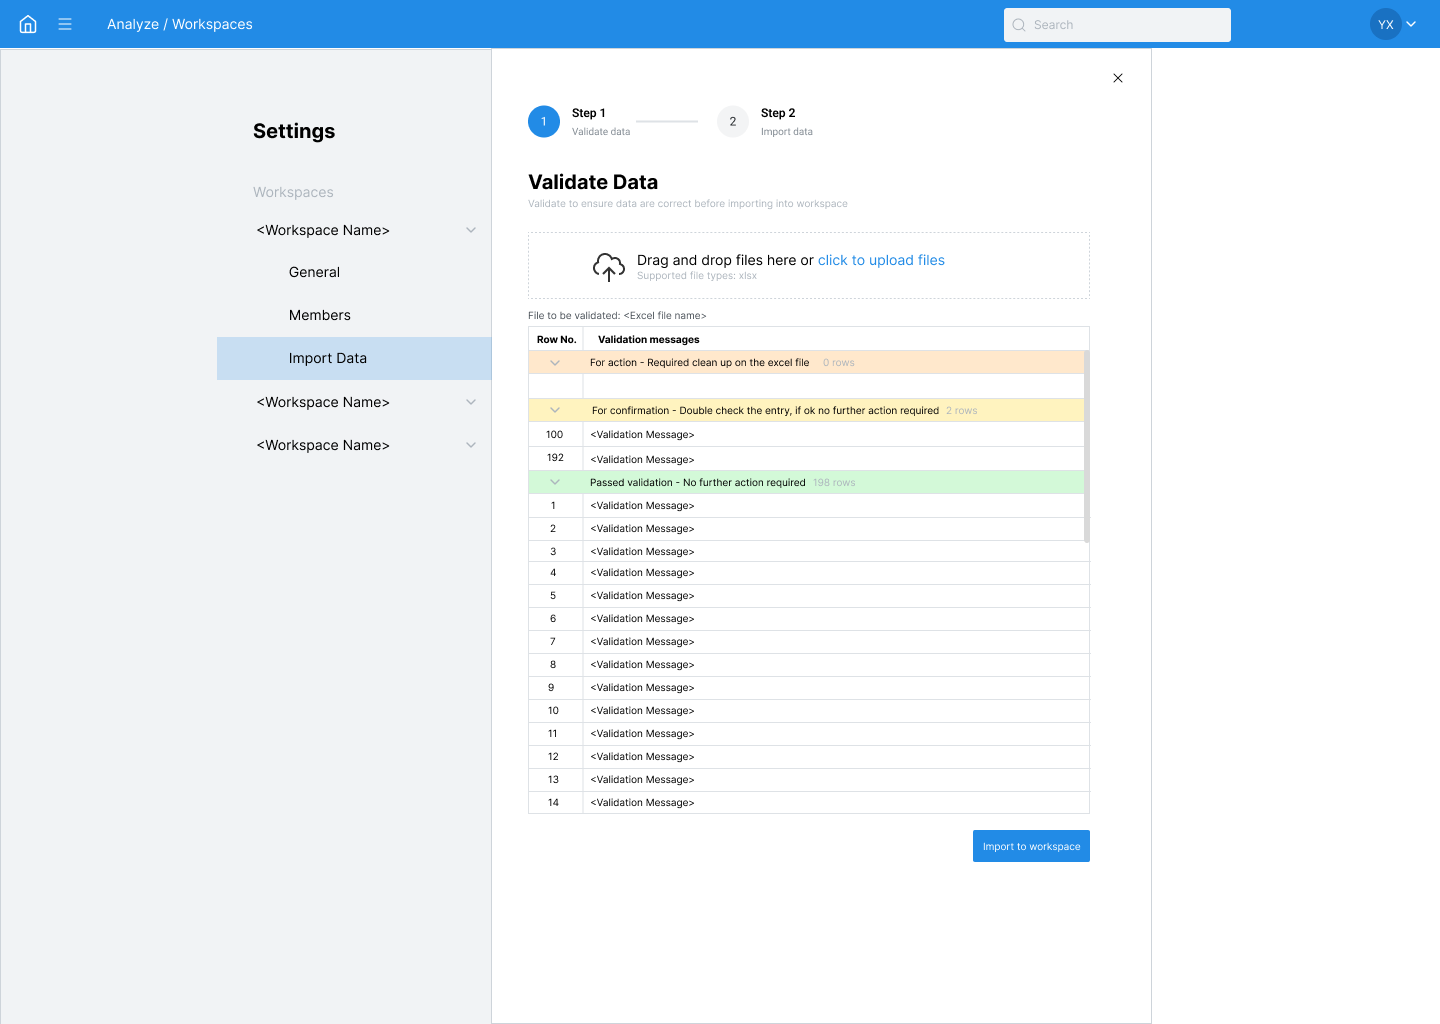 Analyze / Workspaces
Search
YX
Settings
Workspaces
<Workspace Name>
General
Members
Import Data
<Workspace Name>
<Workspace Name>
1
Step 1
Validate data
2
Step 2
Import data
Validate Data
Validate to ensure data are correct before importing into workspace
Drag and drop files here or click to upload files
Supported file types: xlsx
File to be validated: <Excel file name>
Row No. Validation messages
For action - Required clean up on the excel file 0 rows
For confirmation - Double check the entry, if ok no further action required 2 rows
100 <Validation Message>
192 <Validation Message>
Passed validation - No further action required 198 rows
1 <Validation Message>
2 <Validation Message>
3 <Validation Message>
4 <Validation Message>
5 <Validation Message>
6 <Validation Message>
7 <Validation Message>
8 <Validation Message>
9 <Validation Message>
10 <Validation Message>
11 <Validation Message>
12 <Validation Message>
13 <Validation Message>
14 <Validation Message>
Import to workspace